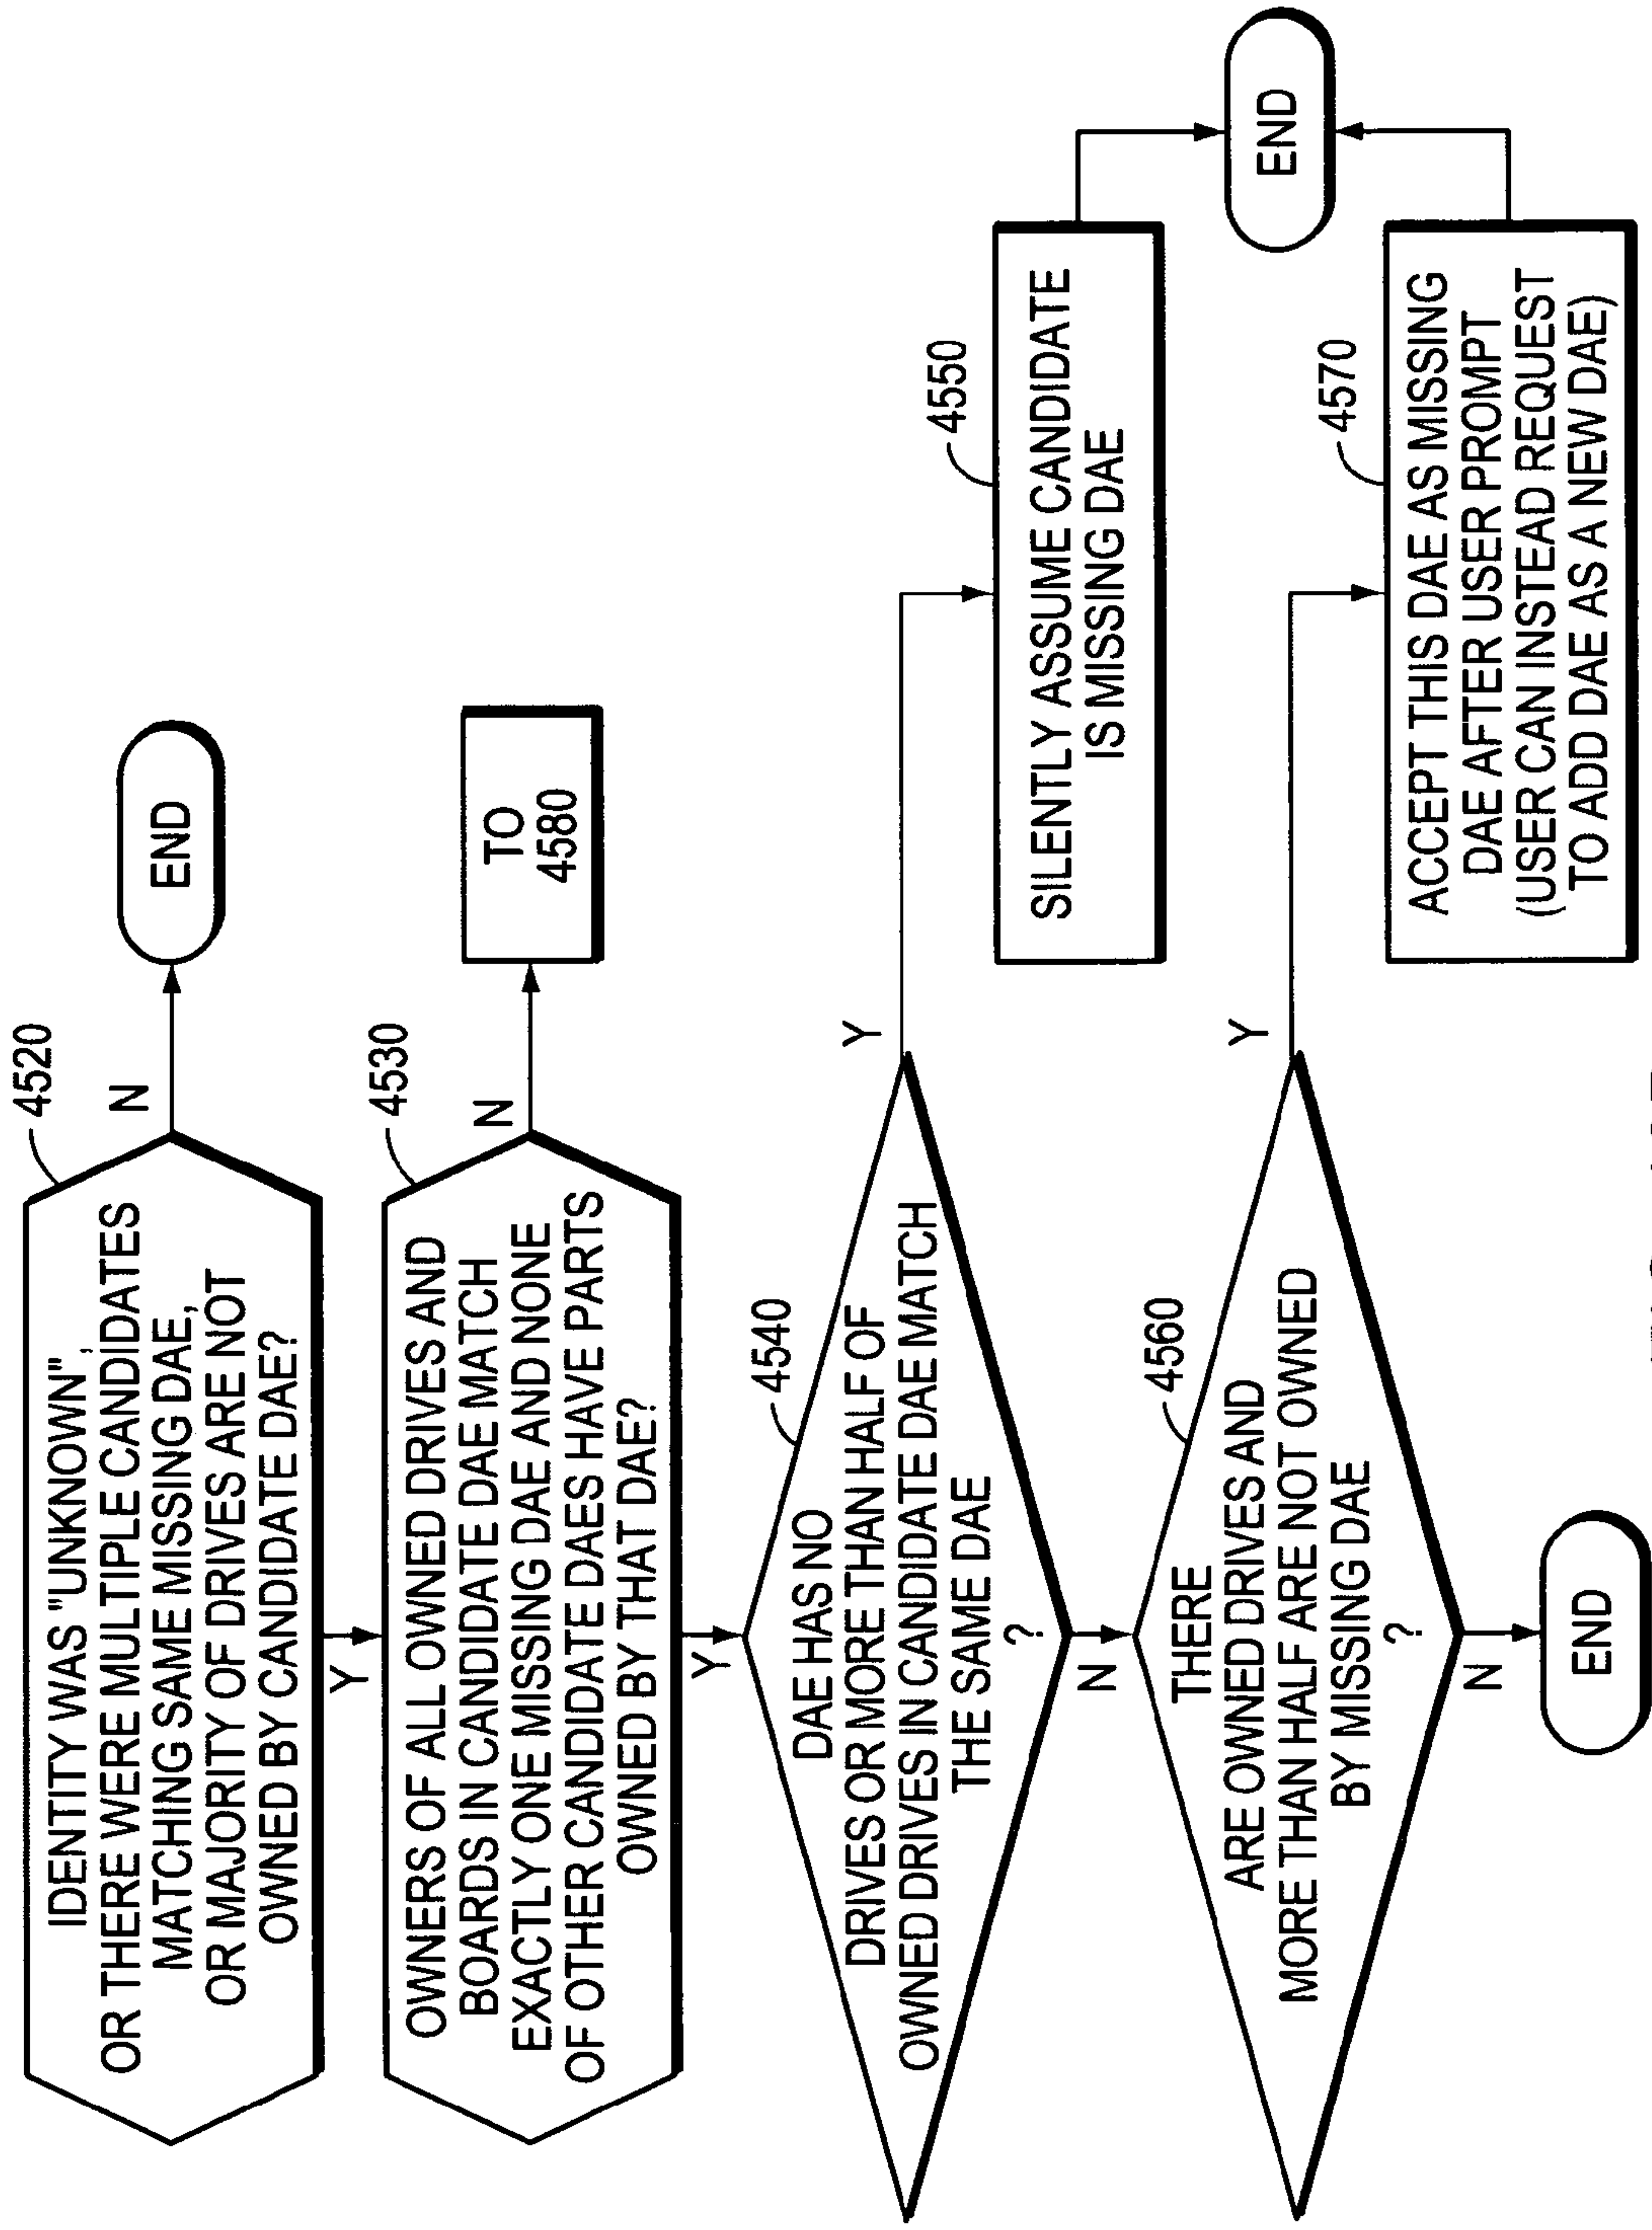 4520
IDENTITY WAS "UNKNOWN",
OR THERE WERE MULTIPLE CANDIDATES
MATCHING SAME MISSING DAE,
OR MAJORITY OF DRIVES ARE NOT
OWNED BY CANDIDATE DAE?
N
END
Y
4530
OWNERS OF ALL OWNED DRIVES AND
BOARDS IN CANDIDATE DAE MATCH
EXACTLY ONE MISSING DAE AND NONE
OF OTHER CANDIDATE DAES HAVE PARTS
OWNED BY THAT DAE?
N
TO
4580
Y
4540
DAE HAS NO
DRIVES OR MORE THAN HALF OF
OWNED DRIVES IN CANDIDATE DAE MATCH
THE SAME DAE
?
Y
4550
SILENTLY ASSUME CANDIDATE
IS MISSING DAE
END
N
4560
THERE
ARE OWNED DRIVES AND
MORE THAN HALF ARE NOT OWNED
BY MISSING DAE
?
Y
4570
ACCEPT THIS DAE AS MISSING
DAE AFTER USER PROMPT
(USER CAN INSTEAD REQUEST
TO ADD DAE AS A NEW DAE)
N
END